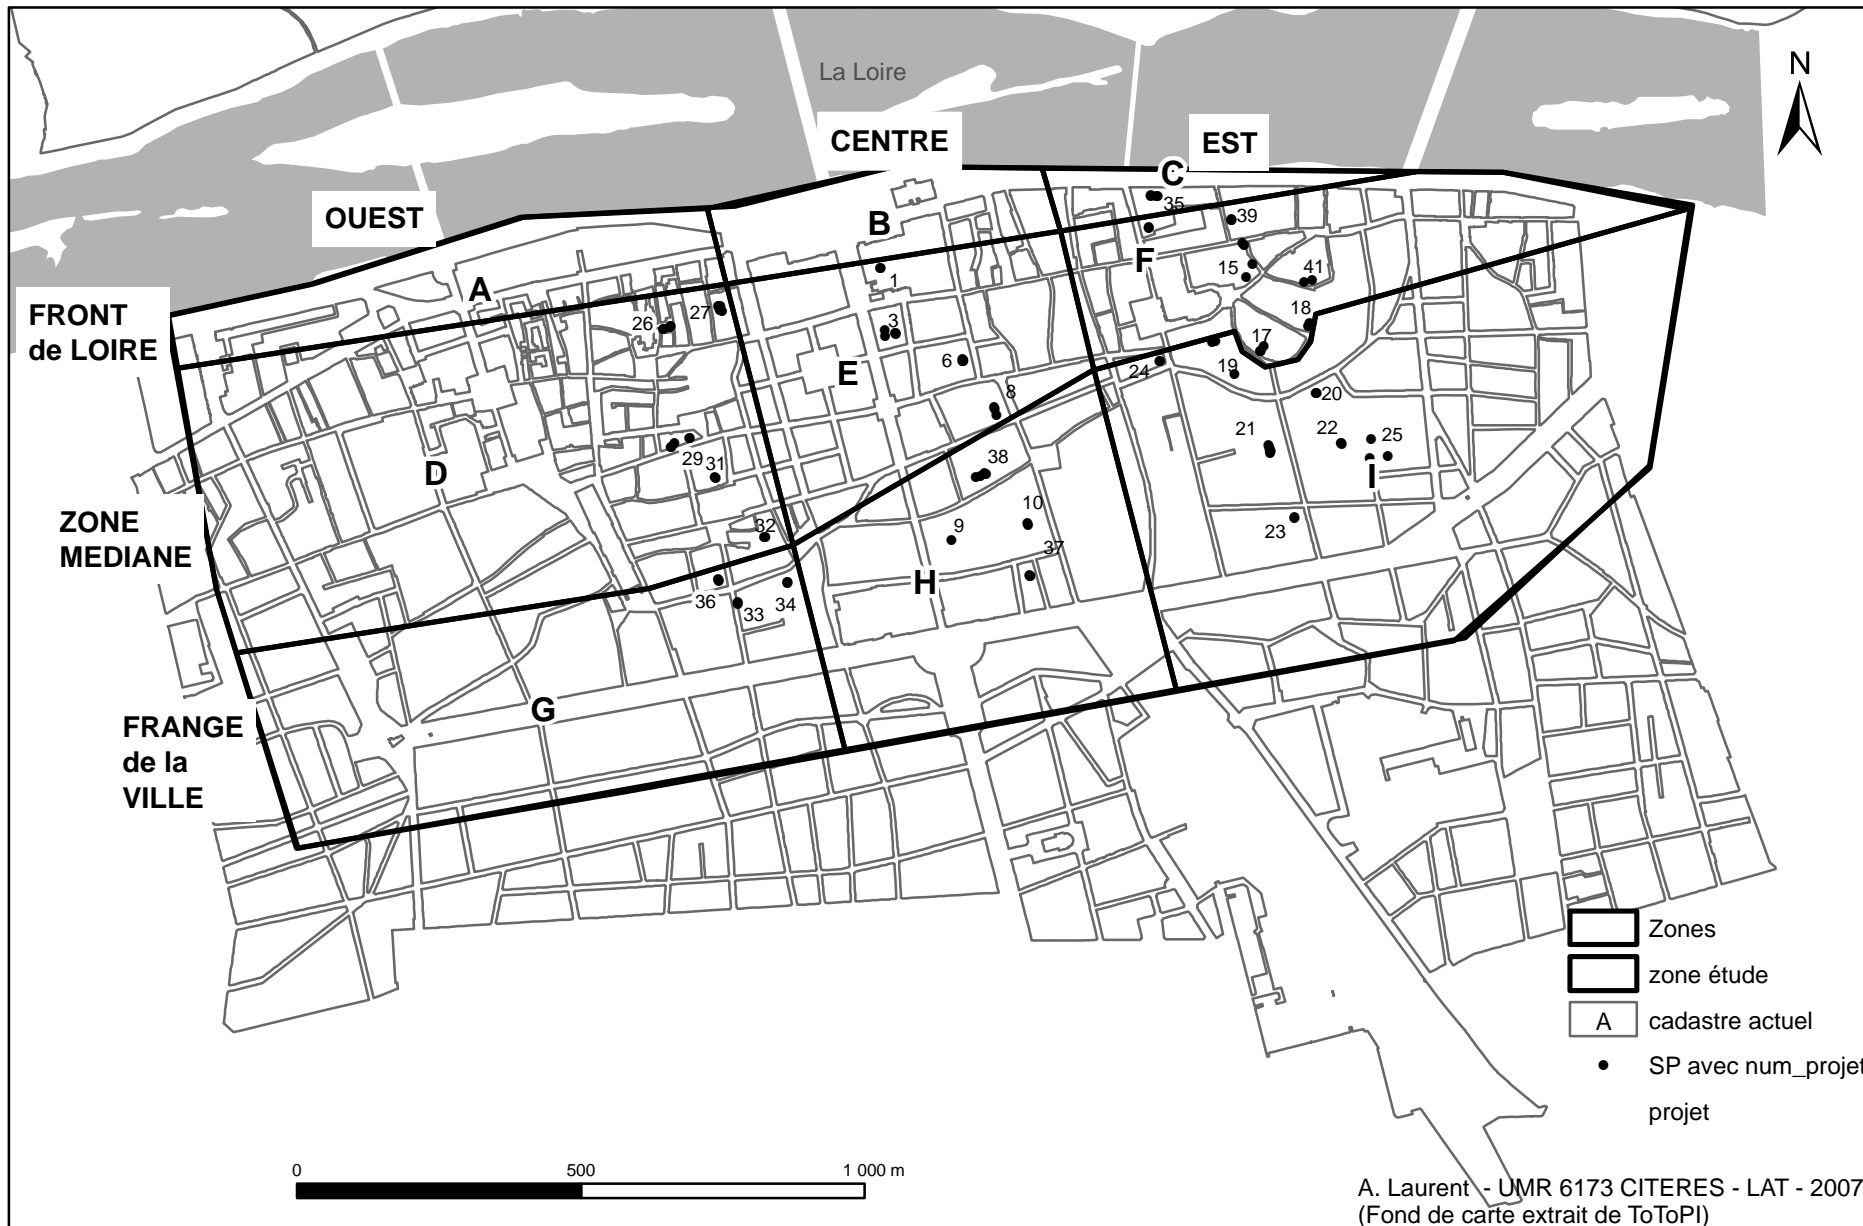 La Loire
N
CENTRE
EST
OUEST
C
35
39
B
F
15
41
1
A
27
26
FRONT
de LOIRE
18
3
17
E
6
24
19
20
8
21
22
25
29
31
38
D
I
32
10
9
23
37
ZONE
MEDIANE
H
36
33
34
G
FRANGE
de la
VILLE
Zones
zone étude
A cadastre actuel
SP avec num_projet
projet
0 500 1 000 m
A. Laurent - UMR 6173 CITERES - LAT - 2007
(Fond de carte extrait de ToToPI)